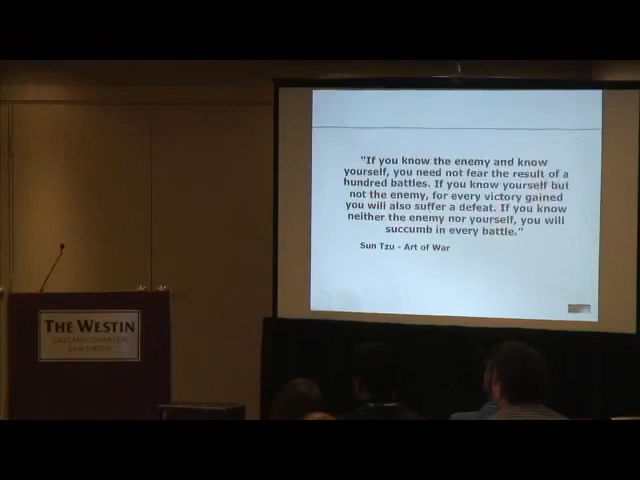 "If you know the enemy and know
yourself, you need not fear the result of a
hundred battles. If you know yourself but
not the enemy, for every victory gained
you will also suffer a defeat. If you know
neither the enemy nor yourself, you will
succumb in every battle."
Sun Tzu - Art of War
THE WESTIN
GASLAMP QUARTER
SAN DIEGO